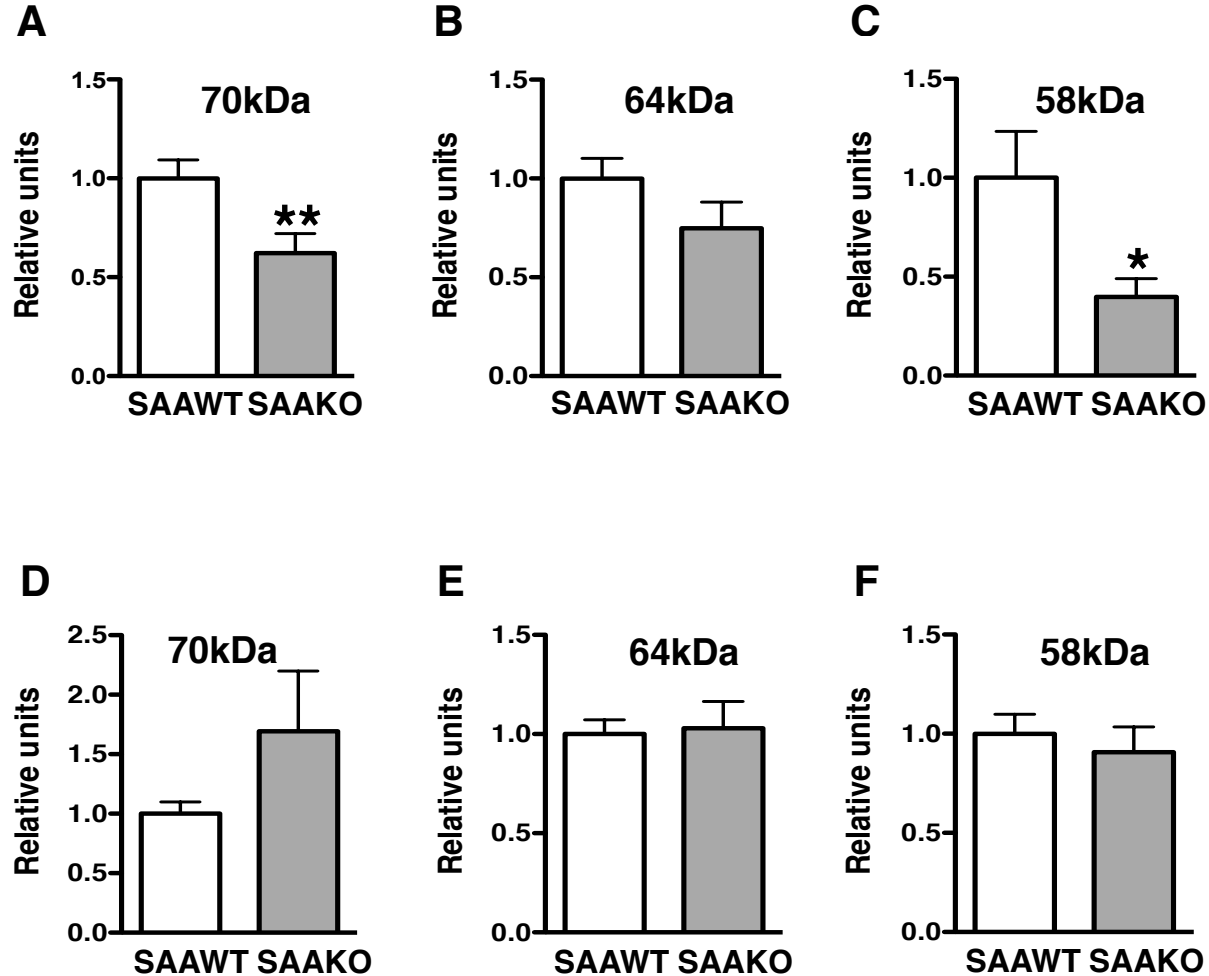 A
70kDa
Relative units
1.5
1.0
**
0.5
0.0
SAAWT SAAKO
B
64kDa
Relative units
1.5
1.0
0.5
0.0
SAAWT SAAKO
C
58kDa
Relative units
1.5
1.0
0.5
*
0.0
SAAWT SAAKO
D
70kDa
Relative units
2.5
2.0
1.5
1.0
0.5
0.0
SAAWT SAAKO
E
64kDa
Relative units
1.5
1.0
0.5
0.0
SAAWT SAAKO
F
58kDa
Relative units
1.5
1.0
0.5
0.0
SAAWT SAAKO